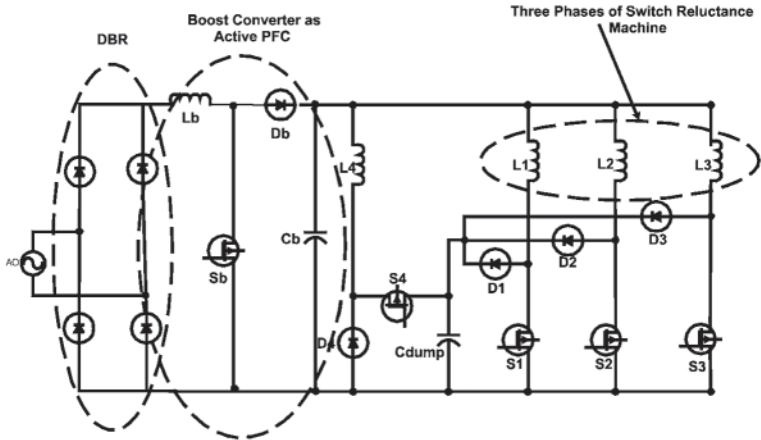 Three Phases of Switch Reluctance
Machine
Boost Converter as
Active PFC
DBR
Lb
Db
L4
L1
L2
L3
D3
Cb
D2
AC
Sb
S4
D1
D4
Cdump
S1
S2
S3